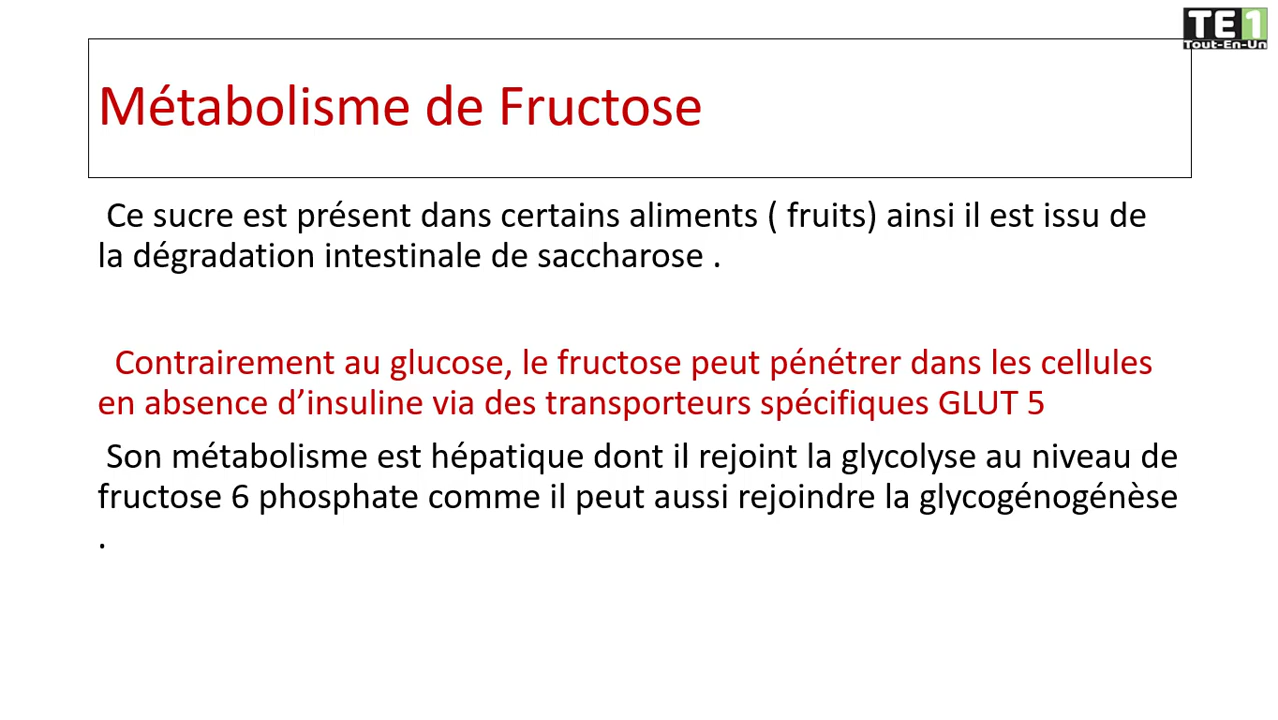 TE1
Tout-En-Un
Métabolisme de Fructose
Ce sucre est présent dans certains aliments ( fruits) ainsi il est issu de
la dégradation intestinale de saccharose .
Contrairement au glucose, le fructose peut pénétrer dans les cellules
en absence d’insuline via des transporteurs spécifiques GLUT 5
Son métabolisme est hépatique dont il rejoint la glycolyse au niveau de
fructose 6 phosphate comme il peut aussi rejoindre la glycogénogénèse
.